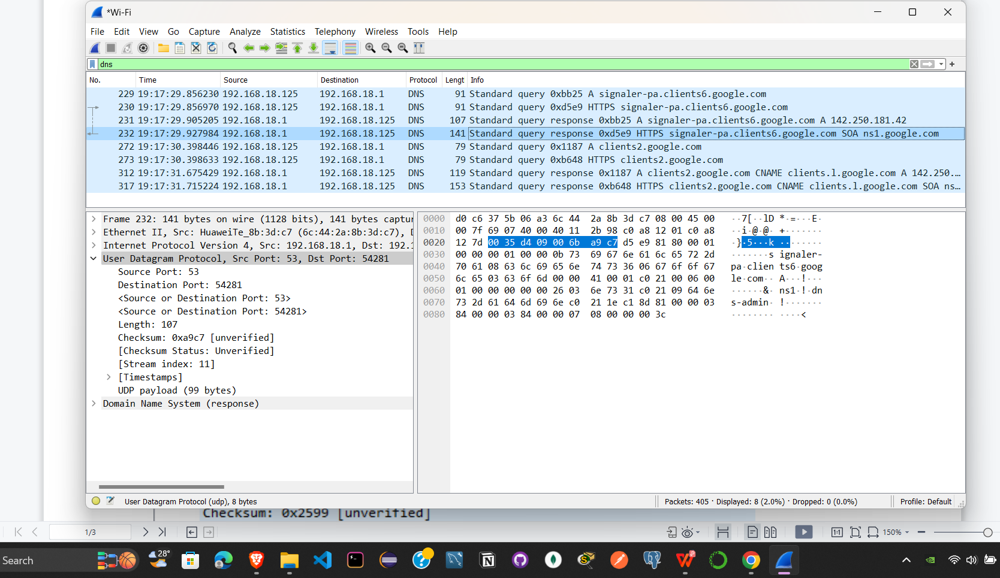 *Wi-Fi
File Edit View Go Capture Analyze Statistics Telephony Wireless Tools Help
dns
No. Time Source Destination Protocol Lengt Info
229 19:17:29.856230 192.168.18.125 192.168.18.1 DNS 91 Standard query 0xbb25 A signaler-pa.clients6.google.com
230 19:17:29.856970 192.168.18.125 192.168.18.1 DNS 91 Standard query 0xd5e9 HTTPS signaler-pa.clients6.google.com
231 19:17:29.905205 192.168.18.1 192.168.18.125 DNS 107 Standard query response 0xbb25 A signaler-pa.clients6.google.com A 142.250.181.42
232 19:17:29.927984 192.168.18.1 192.168.18.125 DNS 141 Standard query response 0xd5e9 HTTPS signaler-pa.clients6.google.com SOA ns1.google.com
272 19:17:30.398446 192.168.18.125 192.168.18.1 DNS 79 Standard query 0x1187 A clients2.google.com
273 19:17:30.398633 192.168.18.125 192.168.18.1 DNS 79 Standard query 0xb648 HTTPS clients2.google.com
312 19:17:31.675429 192.168.18.1 192.168.18.125 DNS 119 Standard query response 0x1187 A clients2.google.com CNAME clients.l.google.com A 142.250....
317 19:17:31.715224 192.168.18.1 192.168.18.125 DNS 153 Standard query response 0xb648 HTTPS clients2.google.com CNAME clients.l.google.com SOA ns...
Frame 232: 141 bytes on wire (1128 bits), 141 bytes captur
Ethernet II, Src: HuaweiTe_8b:3d:c7 (6c:44:2a:8b:3d:c7), D
Internet Protocol Version 4, Src: 192.168.18.1, Dst: 192.1
User Datagram Protocol, Src Port: 53, Dst Port: 54281
Source Port: 53
Destination Port: 54281
<Source or Destination Port: 53>
<Source or Destination Port: 54281>
Length: 107
Checksum: 0xa9c7 [unverified]
[Checksum Status: Unverified]
[Stream index: 11]
[Timestamps]
UDP payload (99 bytes)
Domain Name System (response)
0000 d0 c6 37 5b 06 a3 6c 44 2a 8b 3d c7 08 00 45 00 ··7[··lD *·=···E·
0010 00 7f 69 07 40 00 40 11 2b 98 c0 a8 12 01 c0 a8 ··i·@·@· +·······
0020 12 7d 00 35 d4 09 00 6b a9 c7 d5 e9 81 80 00 01 ·}·5···k ········
0030 00 00 00 01 00 00 0b 73 69 67 6e 61 6c 65 72 2d ·······s ignaler-
0040 70 61 08 63 6c 69 65 6e 74 73 36 06 67 6f 6f 67 pa·clien ts6·goog
0050 6c 65 03 63 6f 6d 00 00 41 00 01 c0 21 00 06 00 le·com·· A···!···
0060 01 00 00 00 00 00 26 03 6e 73 31 c0 21 09 64 6e ······&· ns1·!·dn
0070 73 2d 61 64 6d 69 6e c0 21 1e c1 8d 81 00 00 03 s-admin· !·······
0080 84 00 00 03 84 00 00 07 08 00 00 00 3c ········ ····<
User Datagram Protocol (udp), 8 bytes Packets: 405 · Displayed: 8 (2.0%) · Dropped: 0 (0.0%) Profile: Default
Checksum: 0x2599 [unverified]
1/3 1:1 150%
Search 28°